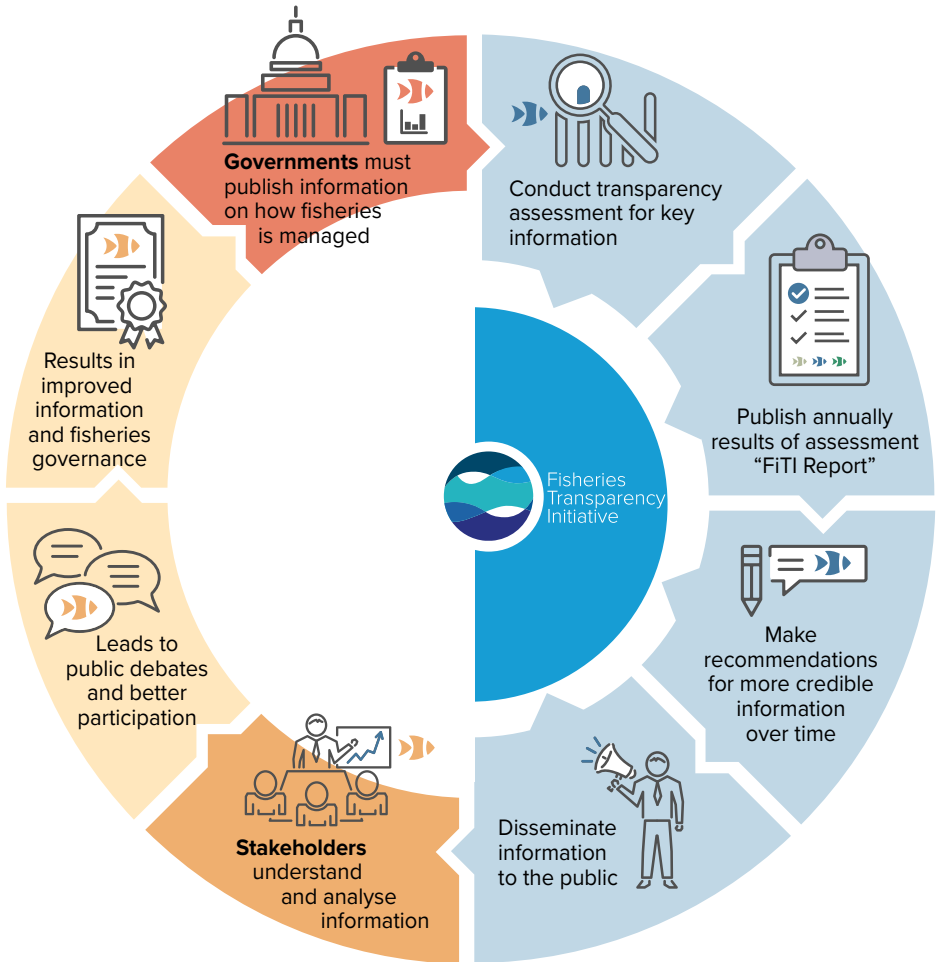 Governments must
publish information
on how fisheries
is managed
Conduct transparency
assessment for key
information
Publish annually
results of assessment
“FiTI Report”
Make
recommendations
for more credible
information
over time
Disseminate
information
to the public
Stakeholders
understand
and analyse
information
Leads to
public debates
and better
participation
Results in
improved
information
and fisheries
governance
Fisheries
Transparency
Initiative